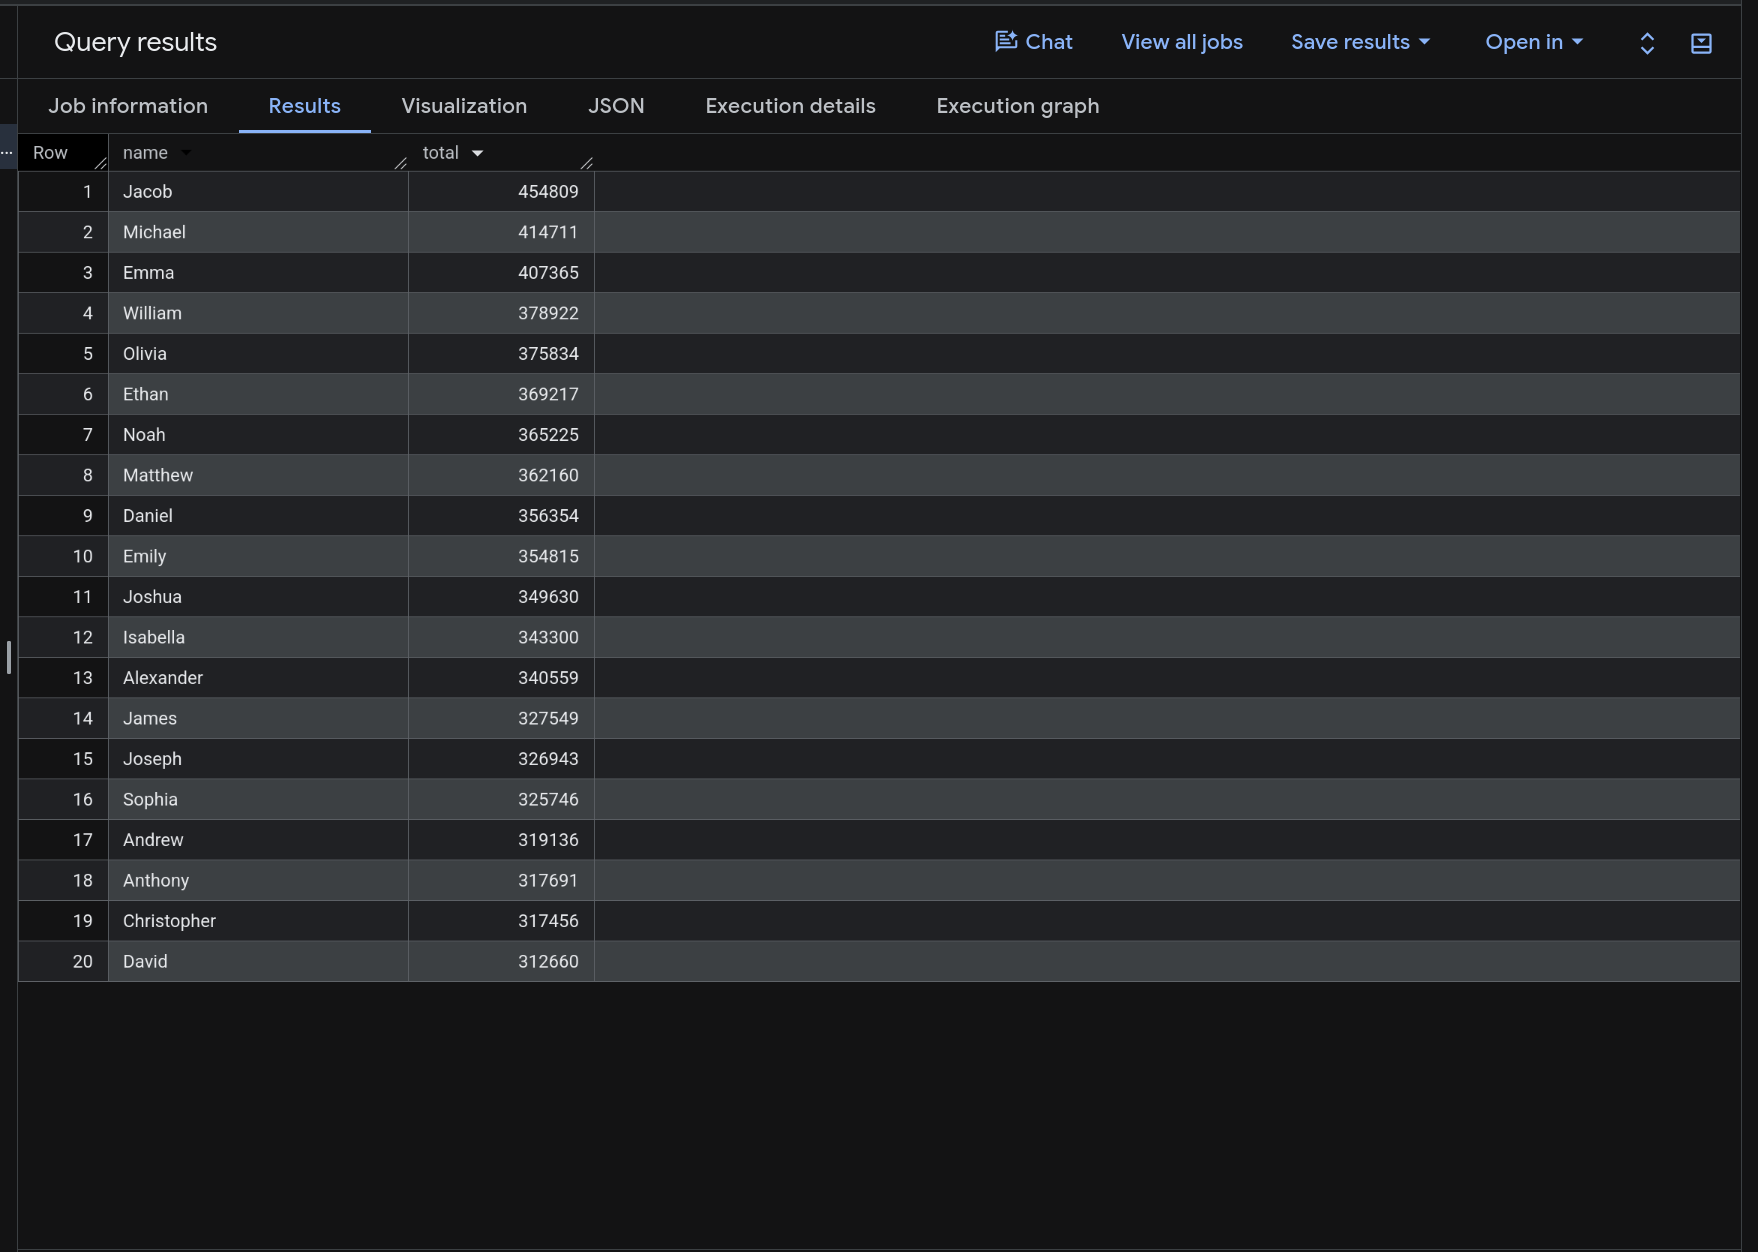 Query results Chat View all jobs Save results Open in
Job information Results Visualization JSON Execution details Execution graph
... Row name total
1 Jacob 454809
2 Michael 414711
3 Emma 407365
4 William 378922
5 Olivia 375834
6 Ethan 369217
7 Noah 365225
8 Matthew 362160
9 Daniel 356354
10 Emily 354815
11 Joshua 349630
12 Isabella 343300
13 Alexander 340559
14 James 327549
15 Joseph 326943
16 Sophia 325746
17 Andrew 319136
18 Anthony 317691
19 Christopher 317456
20 David 312660